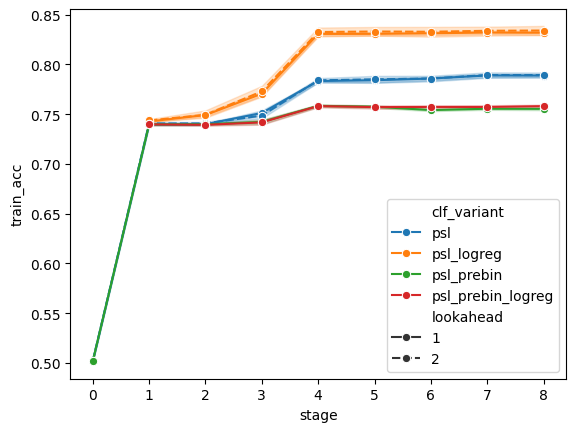 0.85
0.80
0.75
0.70
0.65
0.60
0.55
0.50
train_acc
0 1 2 3 4 5 6 7 8
stage
clf_variant
psl
psl_logreg
psl_prebin
psl_prebin_logreg
lookahead
1
2